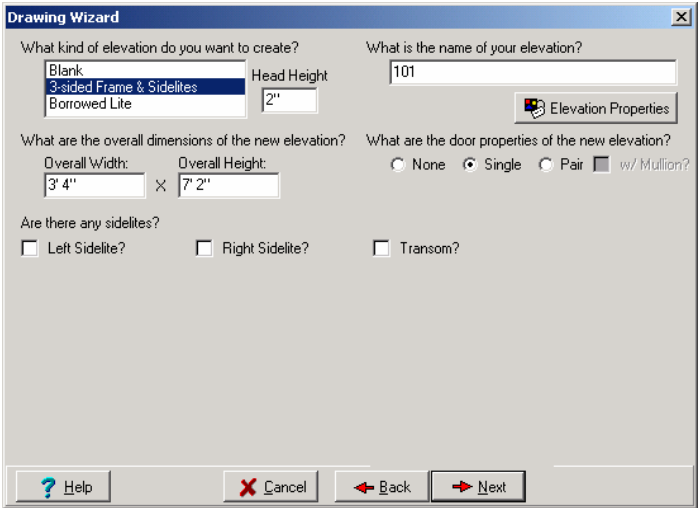 Drawing Wizard
What kind of elevation do you want to create?
What is the name of your elevation?
Blank
3-sided Frame & Sidelites
Borrowed Lite
Head Height
2"
101
Elevation Properties
What are the overall dimensions of the new elevation?
What are the door properties of the new elevation?
Overall Width:
Overall Height:
3' 4"
X
7' 2"
None
Single
Pair
w/ Mullion?
Are there any sidelites?
Left Sidelite?
Right Sidelite?
Transom?
? Help
Cancel
Back
Next